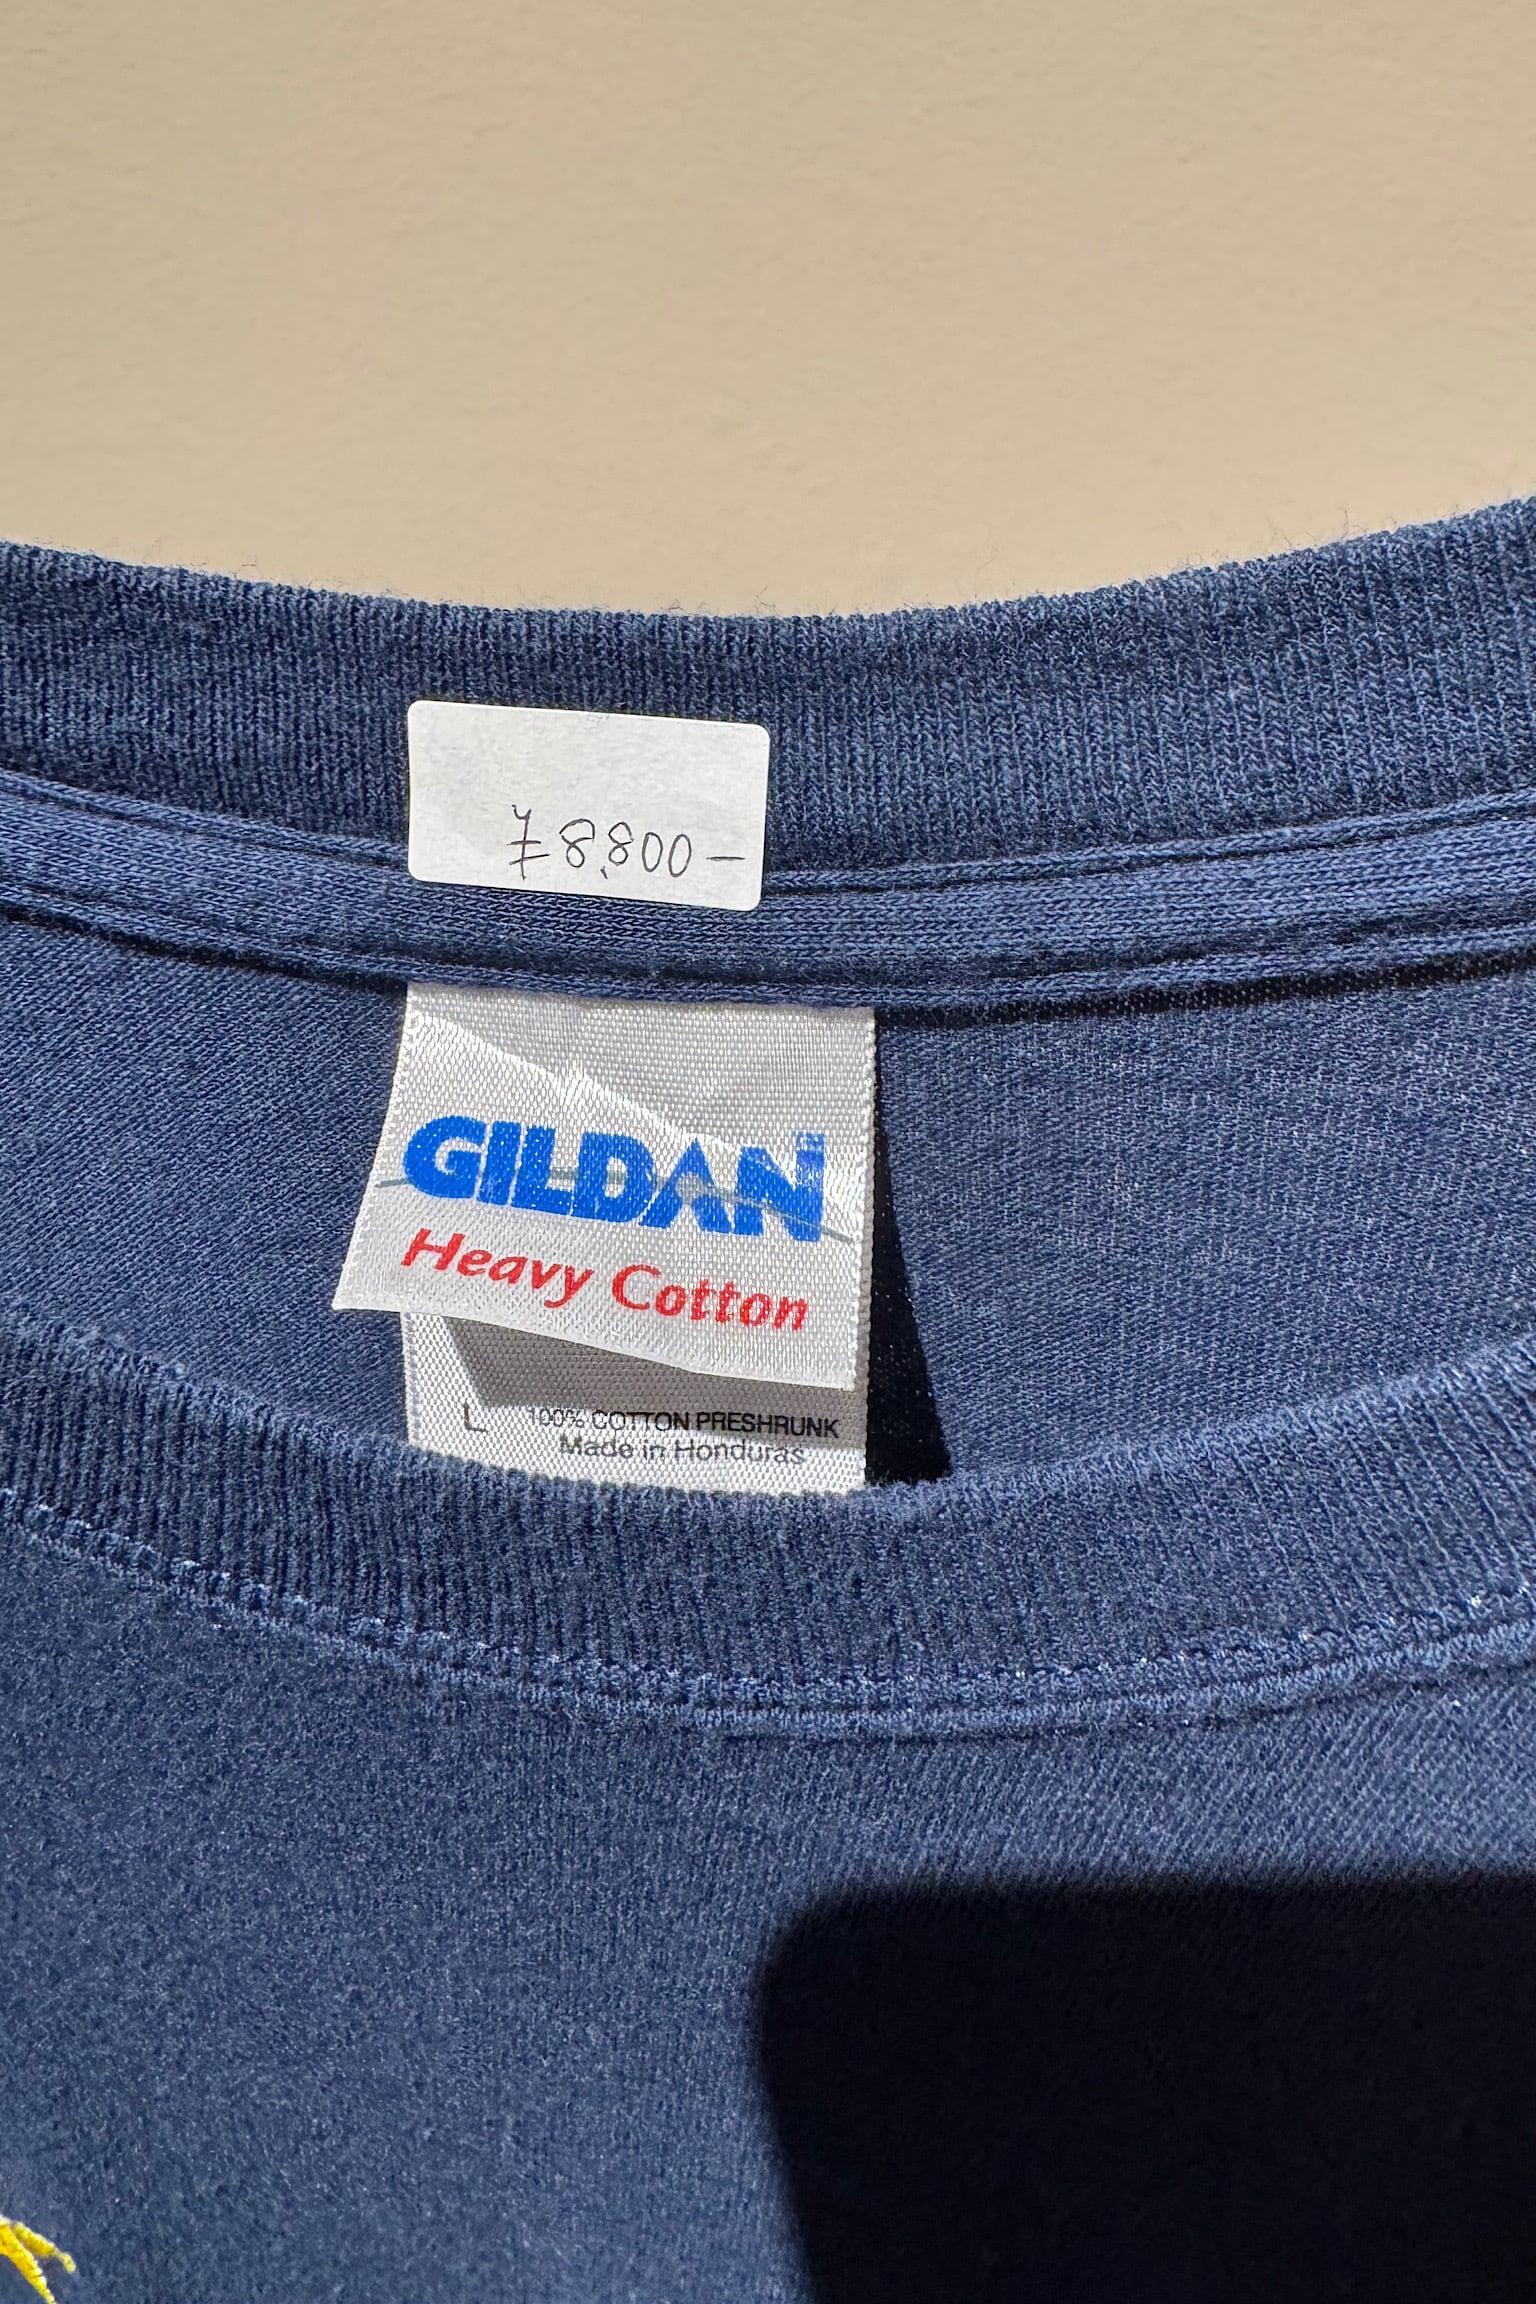 ¥8,800-
GILDAN
Heavy Cotton
L 100% COTTON PRESHRUNK
Made in Honduras